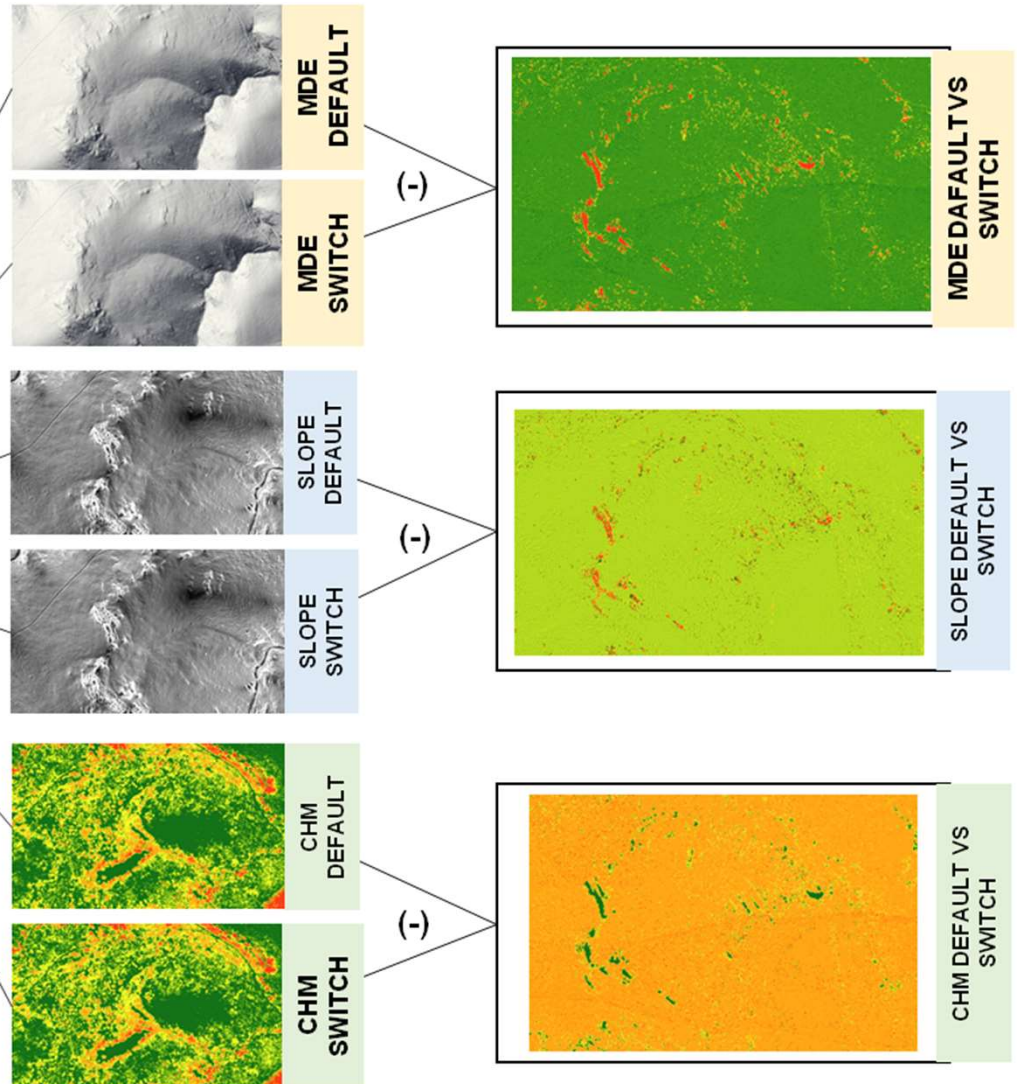 MDE
DEFAULT
(-)
MDE
SWITCH
MDE DAFAULT VS
SWITCH
SLOPE
DEFAULT
(-)
SLOPE
SWITCH
SLOPE DEFAULT VS
SWITCH
CHM
DEFAULT
(-)
CHM
SWITCH
CHM DEFAULT VS
SWITCH